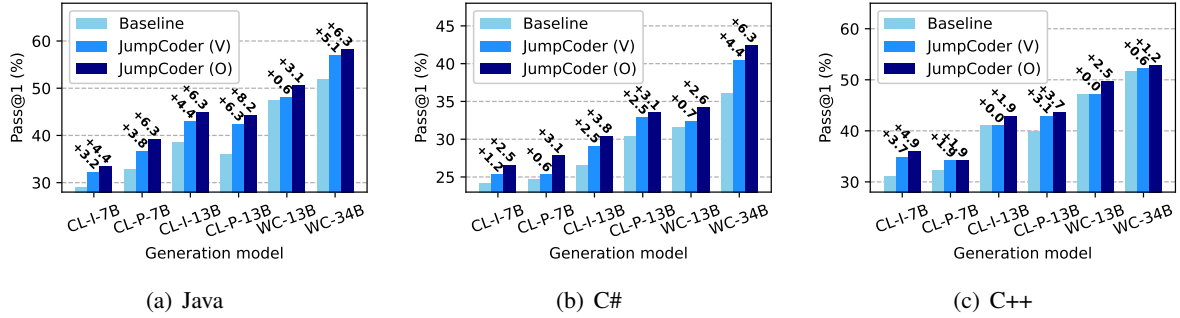 Pass@1 (%)
60
50
40
30
Baseline
JumpCoder (V)
JumpCoder (O)
+3.2
+4.4
+3.8
+6.3
+4.4
+6.3
+6.3
+8.2
+0.6
+3.1
+5.1
+6.3
CL-I-7B
CL-P-7B
CL-I-13B
CL-P-13B
WC-13B
WC-34B
Generation model
(a) Java
Pass@1 (%)
45
40
35
30
25
Baseline
JumpCoder (V)
JumpCoder (O)
+1.2
+2.5
+0.6
+3.1
+2.5
+3.8
+2.5
+3.1
+0.7
+2.6
+4.4
+6.3
CL-I-7B
CL-P-7B
CL-I-13B
CL-P-13B
WC-13B
WC-34B
Generation model
(b) C#
Pass@1 (%)
60
50
40
30
Baseline
JumpCoder (V)
JumpCoder (O)
+3.7
+4.9
+1.9
+1.9
+0.0
+1.9
+3.1
+3.7
+0.0
+2.5
+0.6
+1.2
CL-I-7B
CL-P-7B
CL-I-13B
CL-P-13B
WC-13B
WC-34B
Generation model
(c) C++